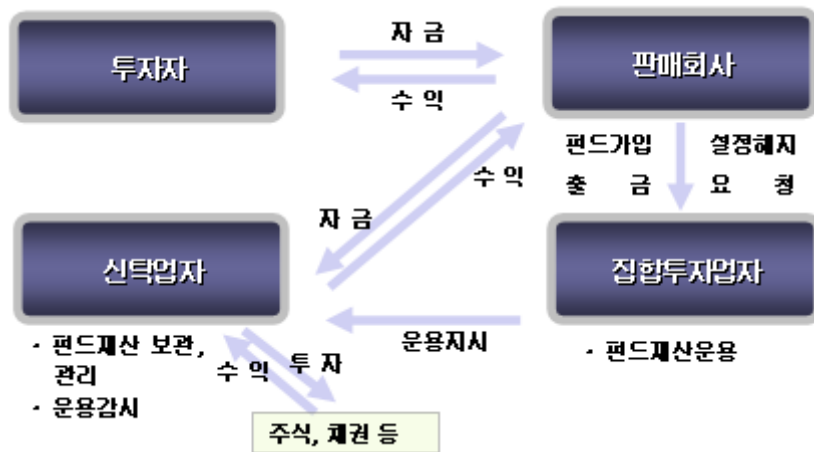 자 금
투자자
판매회사
수 익
펀드가입 설정해지
출 금 요 청
수 익
자 금
신탁업자
집합투자업자
운용지시
· 펀드재산 보관,
관리
· 운용감시
수 익
투 자
· 펀드재산운용
주식, 채권 등